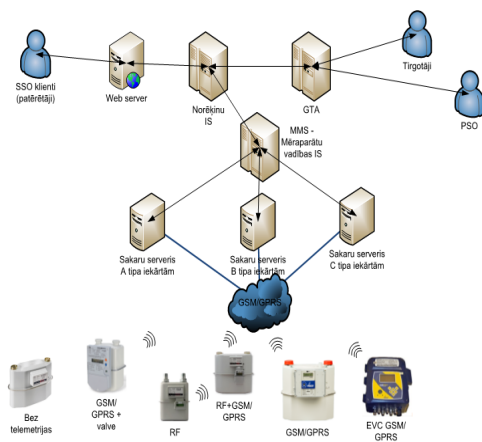 Tirgotāji
SSO klienti
(patērētāji)
Web server
Norēķinu
IS
GTA
PSO
MMS -
Mēraparātu
vadības IS
Sakaru serveris
A tipa iekārtām
Sakaru serveris
B tipa iekārtām
Sakaru serveris
C tipa iekārtām
GSM/GPRS
Bez
telemetrijas
GSM/
GPRS +
valve
RF
RF+GSM/
GPRS
GSM/GPRS
EVC GSM/
GPRS